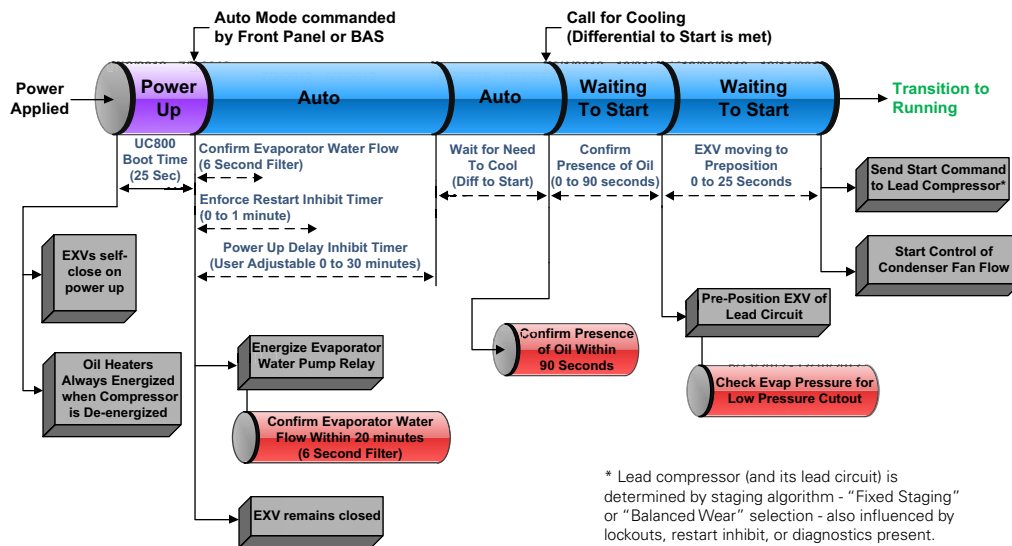 Auto Mode commanded
by Front Panel or BAS
Call for Cooling
(Differential to Start is met)
Power
Applied
Power
Up
Auto
Auto
Waiting
To Start
Waiting
To Start
Transition to
Running
UC800
Boot Time
(25 Sec)
Confirm Evaporator Water Flow
(6 Second Filter)
Enforce Restart Inhibit Timer
(0 to 1 minute)
Power Up Delay Inhibit Timer
(User Adjustable 0 to 30 minutes)
Wait for Need
To Cool
(Diff to Start)
Confirm
Presence of Oil
(0 to 90 seconds)
EXV moving to
Preposition
0 to 25 Seconds
Send Start Command
to Lead Compressor*
Start Control of
Condenser Fan Flow
EXVs self-
close on
power up
Oil Heaters
Always Energized
when Compressor
is De-energized
Energize Evaporator
Water Pump Relay
Confirm Evaporator Water
Flow Within 20 minutes
(6 Second Filter)
EXV remains closed
Confirm Presence
of Oil Within
90 Seconds
Pre-Position EXV of
Lead Circuit
Check Evap Pressure for
Low Pressure Cutout
* Lead compressor (and its lead circuit) is
determined by staging algorithm - “Fixed Staging”
or “Balanced Wear” selection - also influenced by
lockouts, restart inhibit, or diagnostics present.